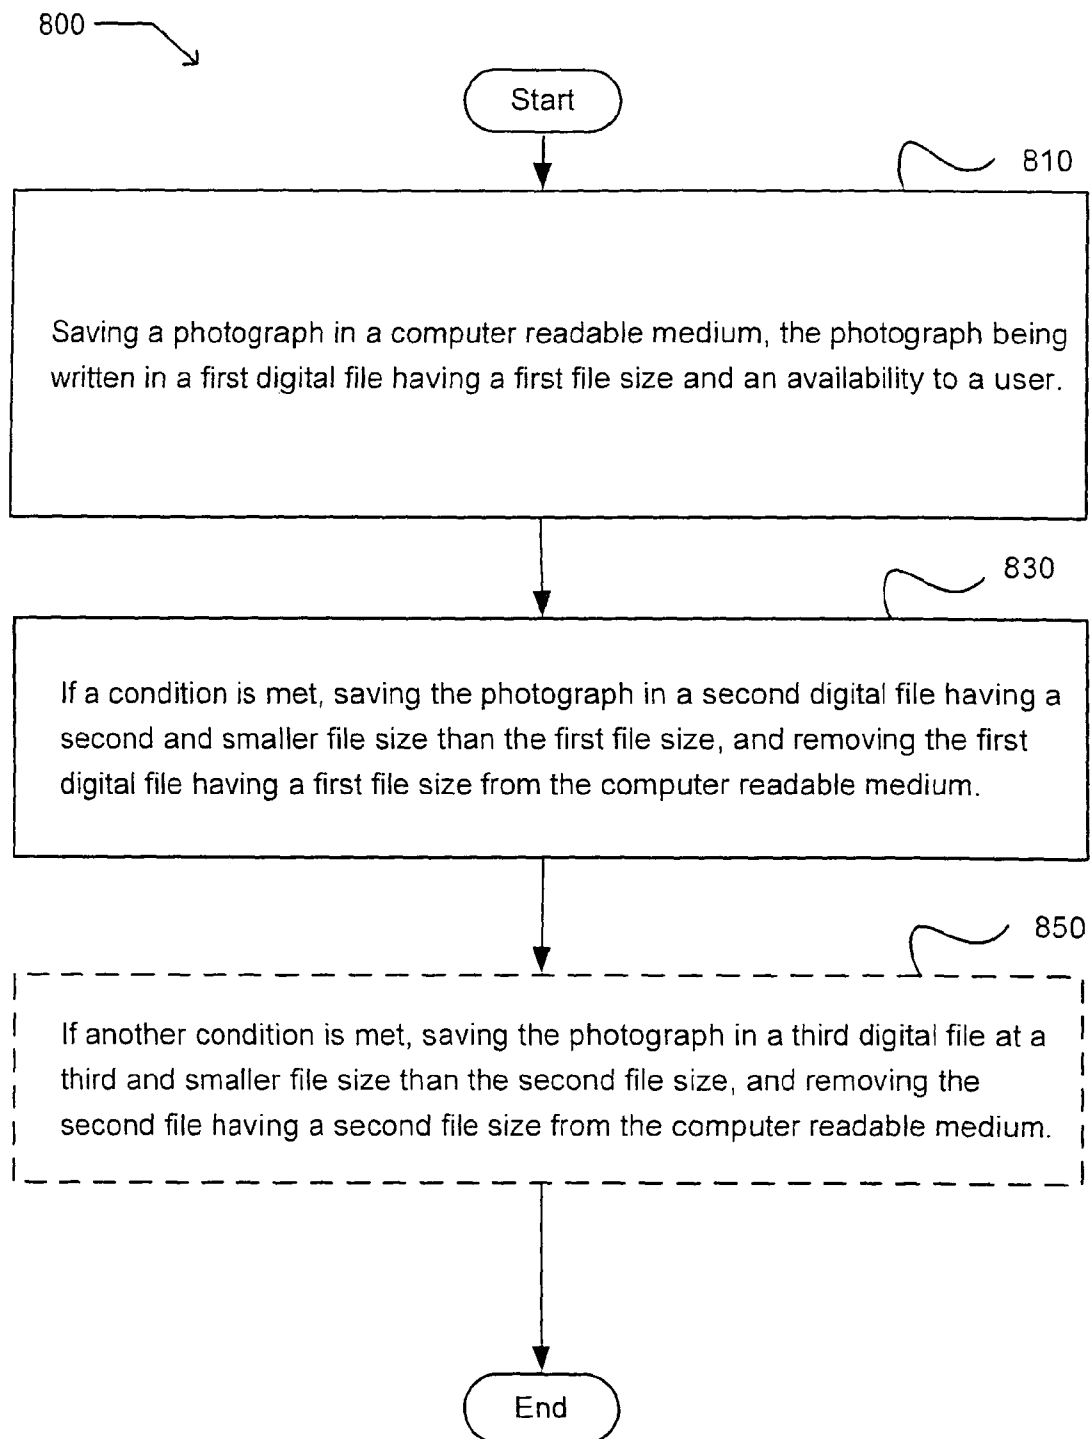 800
Start
810
Saving a photograph in a computer readable medium, the photograph being
written in a first digital file having a first file size and an availability to a user.
830
If a condition is met, saving the photograph in a second digital file having a
second and smaller file size than the first file size, and removing the first
digital file having a first file size from the computer readable medium.
850
If another condition is met, saving the photograph in a third digital file at a
third and smaller file size than the second file size, and removing the
second file having a second file size from the computer readable medium.
End